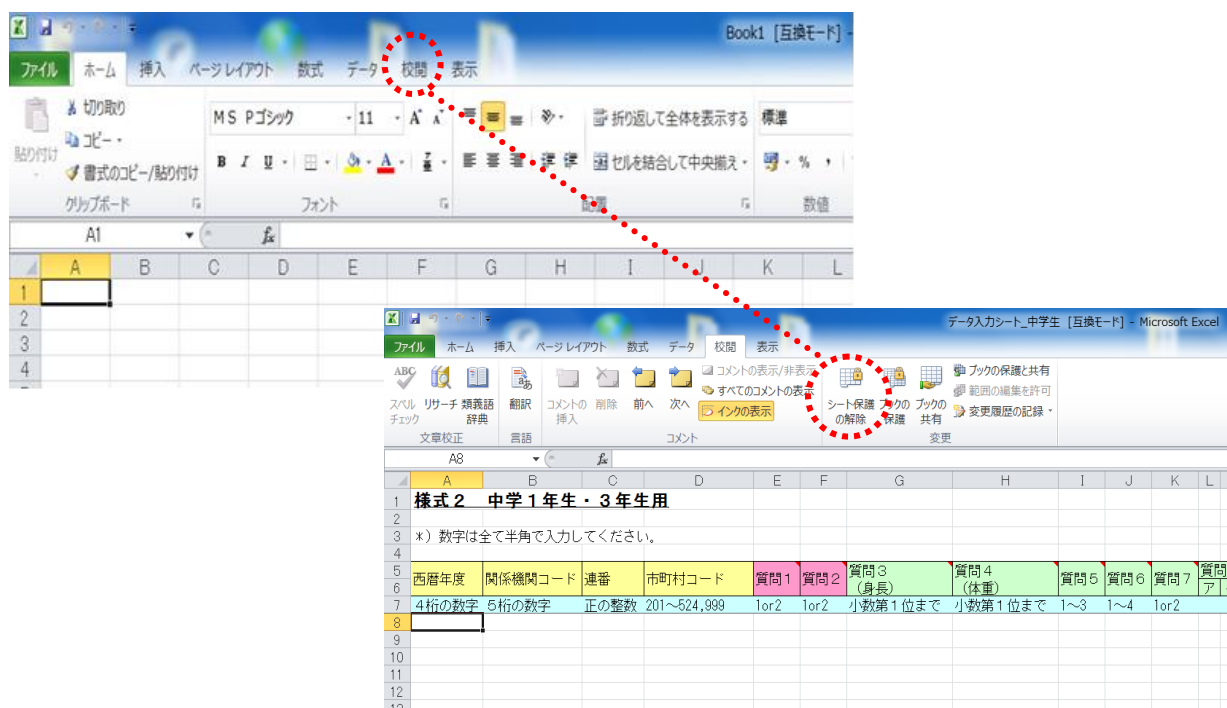 Book1 [互換モード] -
ファイル ホーム 挿入 ページ レイアウト 数式 データ 校閲 表示
切り取り
コピー
書式のコピー/貼り付け
貼り付け
クリップボード
MS Pゴシック 11
B I U
フォント
折り返して全体を表示する
セルを結合して中央揃え
配置
標準
% ,
数値
A1 fx
A B C D E F G H I J K L
1
2
3
4
データ入力シート_中学生 [互換モード] - Microsoft Excel
ファイル ホーム 挿入 ページ レイアウト 数式 データ 校閲 表示
ABC
スペル チェック
リサーチ
類義語 辞典
文章校正
翻訳
言語
コメントの 挿入
削除
前へ
次へ
コメントの表示/非表示
すべてのコメントの表示
インクの表示
コメント
シート保護 の解除
ブックの 保護
ブックの 共有
ブックの保護と共有
範囲の編集を許可
変更履歴の記録
変更
A8 fx
A B C D E F G H I J K L
1 様式2 中学1年生・3年生用
2
3 *）数字は全て半角で入力してください。
4
5
6
西暦年度 関係機関コード 連番 市町村コード 質問1 質問2 質問3（身長） 質問4（体重） 質問5 質問6 質問7 質問 ア
7 4桁の数字 5桁の数字 正の整数 201～524,999 1or2 1or2 小数第1位まで 小数第1位まで 1～3 1～4 1or2
8
9
10
11
12